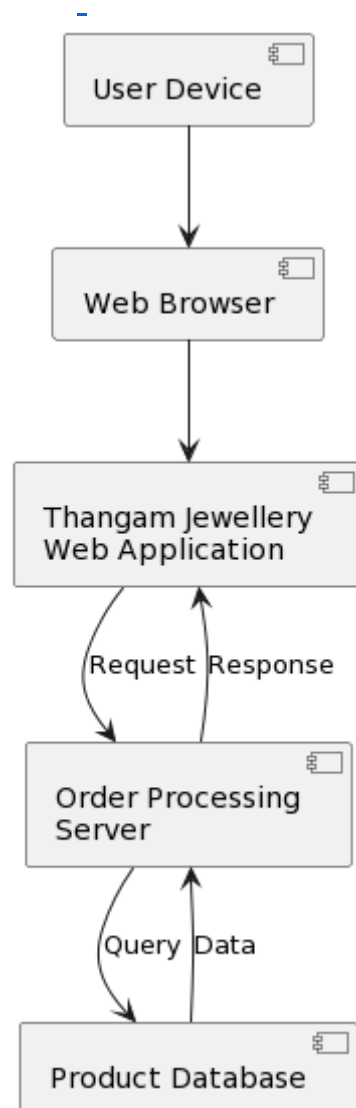 User Device
Web Browser
Thangam Jewellery
Web Application
Request Response
Order Processing
Server
Query Data
Product Database